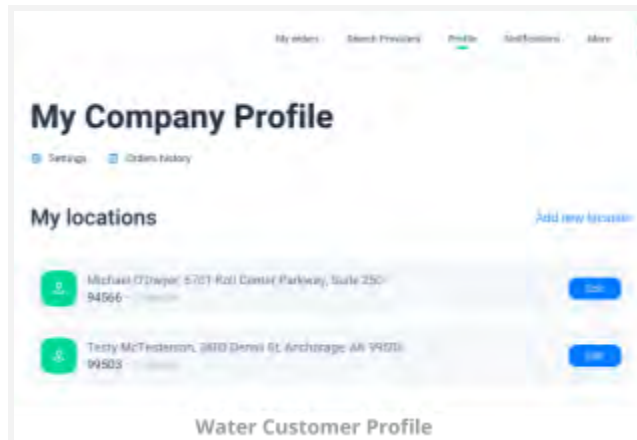 My orders Search Providers Profile Notifications More
My Company Profile
Settings Orders history
My locations
Add new location
Michael O'Dwyer, 6701 Koll Center Parkway, Suite 250
94566
Edit
Testy McTesterson, Denali St, Anchorage, AK 99503
99503
Edit
Water Customer Profile